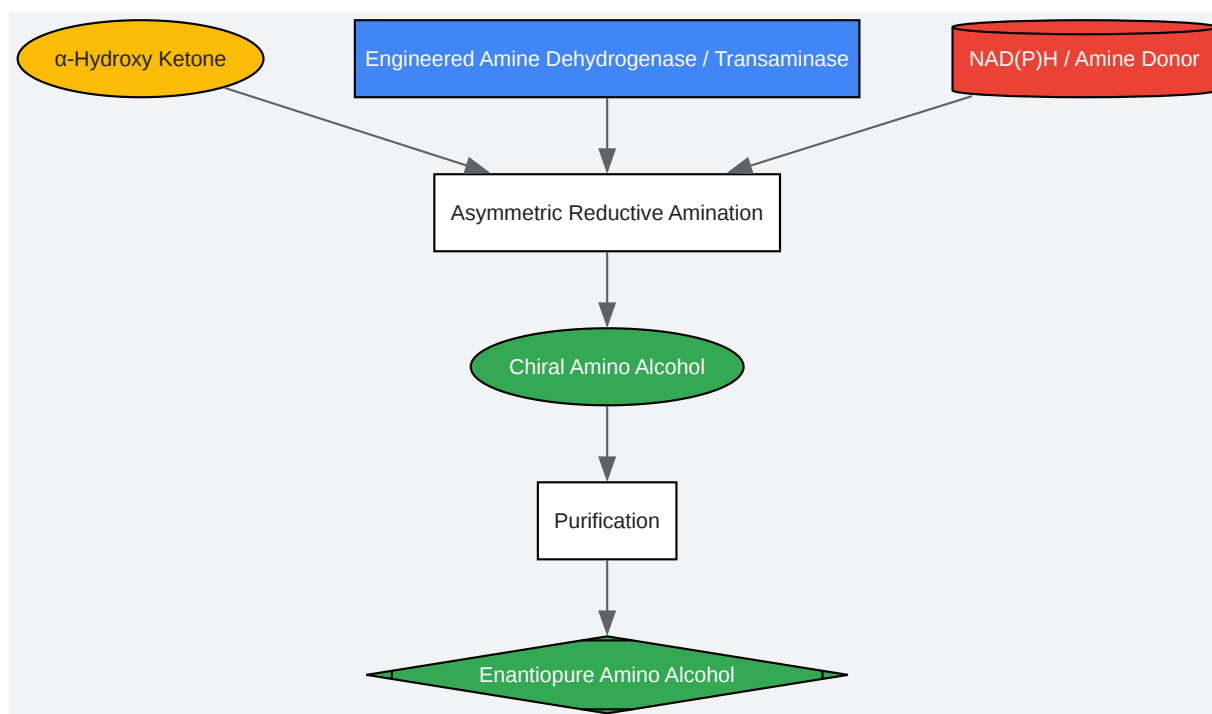 α-Hydroxy Ketone
Engineered Amine Dehydrogenase / Transaminase
NAD(P)H / Amine Donor
Asymmetric Reductive Amination
Chiral Amino Alcohol
Purification
Enantiopure Amino Alcohol